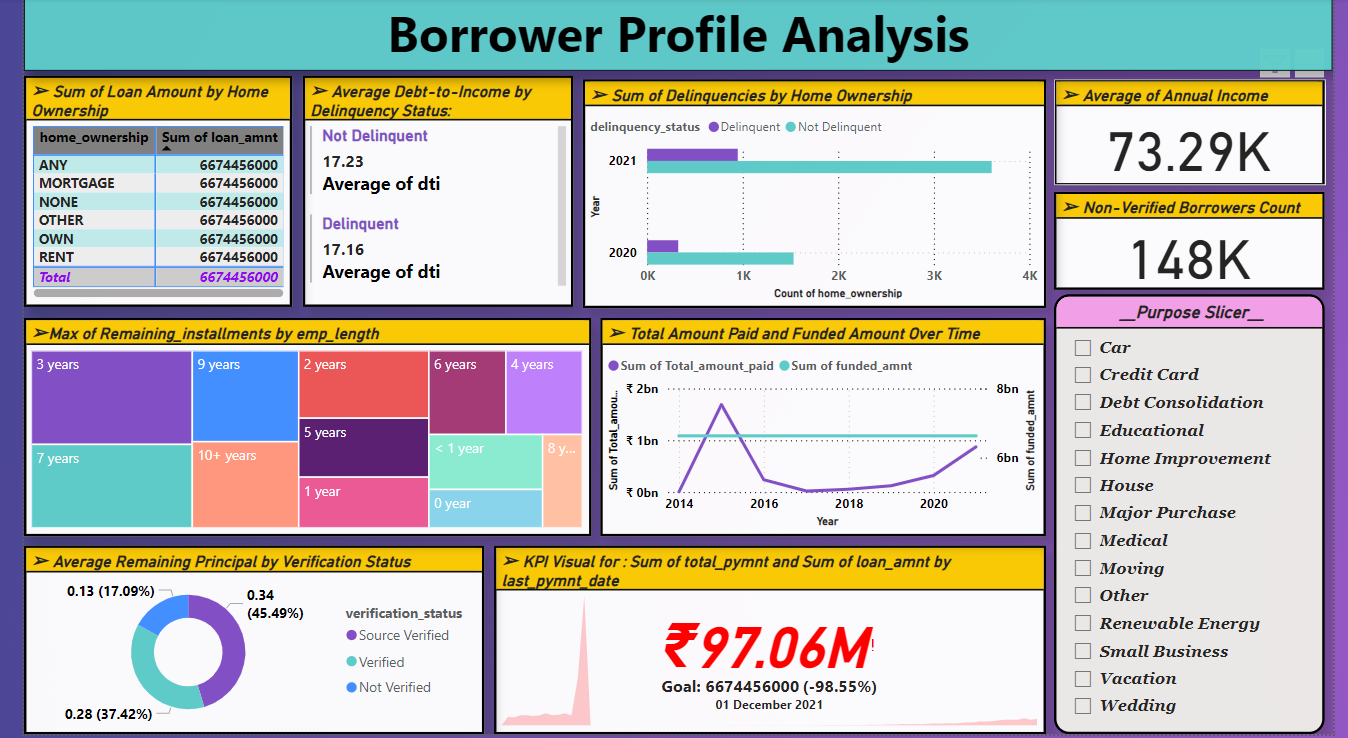 Borrower Profile Analysis
➢ Sum of Loan Amount by Home
Ownership
home_ownership Sum of loan_amnt
ANY 6674456000
MORTGAGE 6674456000
NONE 6674456000
OTHER 6674456000
OWN 6674456000
RENT 6674456000
Total 6674456000
➢ Average Debt-to-Income by
Delinquency Status:
Not Delinquent
17.23
Average of dti
Delinquent
17.16
Average of dti
➢ Sum of Delinquencies by Home Ownership
delinquency_status Delinquent Not Delinquent
Year
2021
2020
0K 1K 2K 3K 4K
Count of home_ownership
➢ Average of Annual Income
73.29K
➢ Non-Verified Borrowers Count
148K
__Purpose Slicer__
Car
Credit Card
Debt Consolidation
Educational
Home Improvement
House
Major Purchase
Medical
Moving
Other
Renewable Energy
Small Business
Vacation
Wedding
➢Max of Remaining_installments by emp_length
3 years
7 years
9 years
10+ years
2 years
5 years
1 year
6 years
4 years
< 1 year
0 year
8 y...
➢ Total Amount Paid and Funded Amount Over Time
Sum of Total_amount_paid Sum of funded_amnt
Sum of Total_amou...
₹ 2bn
₹ 1bn
₹ 0bn
8bn
6bn
Sum of funded_amnt
2014 2016 2018 2020
Year
➢ Average Remaining Principal by Verification Status
0.13 (17.09%)
0.34
(45.49%)
0.28 (37.42%)
verification_status
Source Verified
Verified
Not Verified
➢ KPI Visual for : Sum of total_pymnt and Sum of loan_amnt by
last_pymnt_date
₹97.06M!
Goal: 6674456000 (-98.55%)
01 December 2021